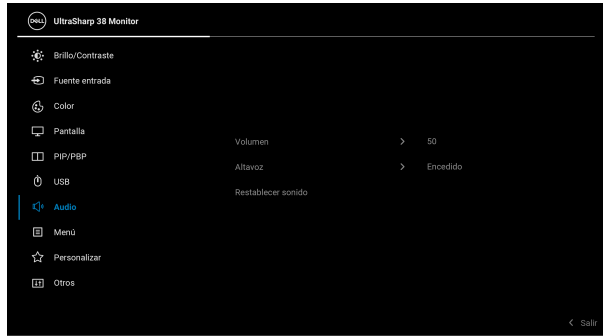 DELL UltraSharp 38 Monitor
Brillo/Contraste
Fuente entrada
Color
Pantalla
PIP/PBP
USB
Audio
Menú
Personalizar
Otros
Volumen > 50
Altavoz > Encedido
Restablecer sonido
< Salir